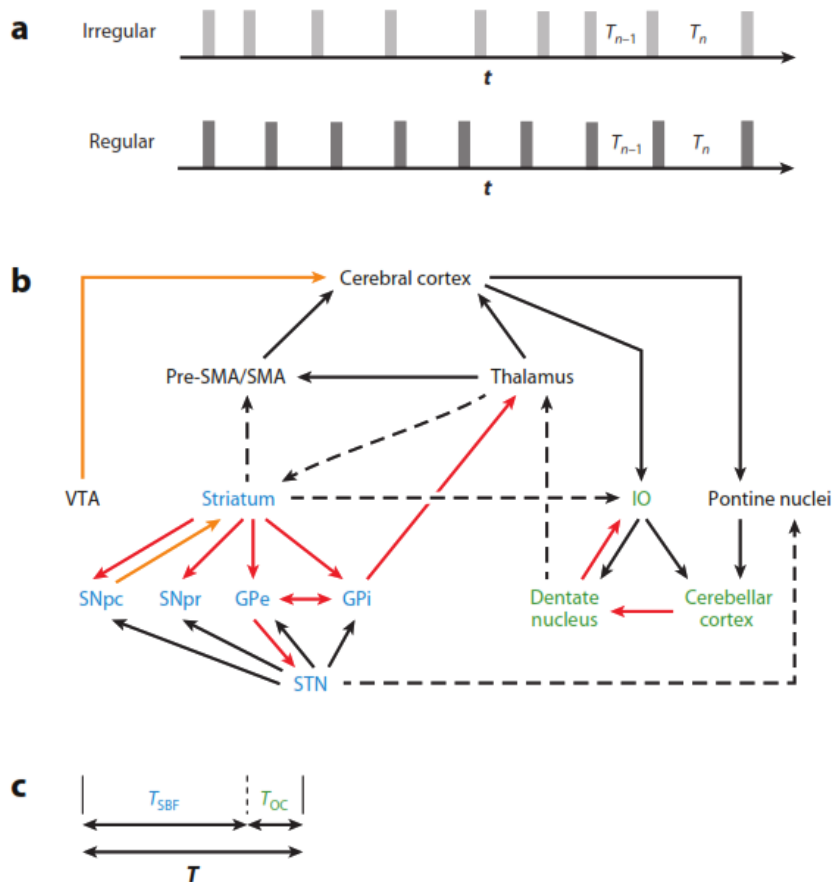 a
Irregular
Tn–1
Tn
t
Regular
Tn–1
Tn
t
b
Cerebral cortex
Pre-SMA/SMA
Thalamus
VTA
Striatum
IO
Pontine nuclei
SNpc
SNpr
GPe
GPi
Dentate
nucleus
Cerebellar
cortex
STN
c
TSBF
TOC
T